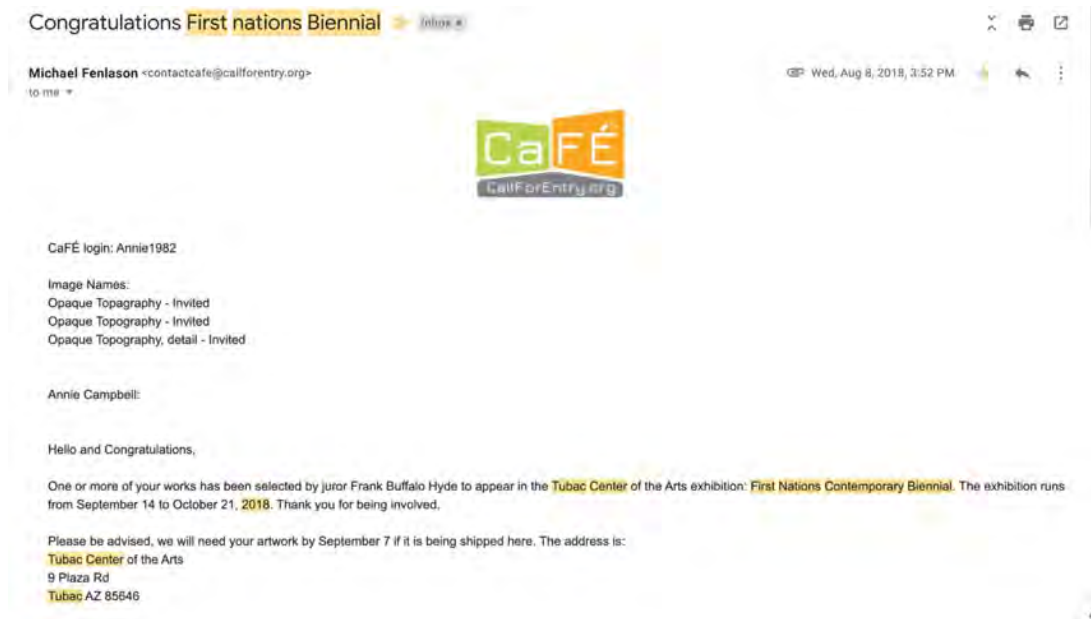 Congratulations First nations Biennial Inbox x
Michael Fenlason <contactcafe@callforentry.org>
Wed, Aug 8, 2018, 3:52 PM
to me
CaFÉ
CallForEntry.org
CaFÉ login: Annie1982
Image Names:
Opaque Topagraphy - Invited
Opaque Topography - Invited
Opaque Topography, detail - Invited
Annie Campbell:
Hello and Congratulations,
One or more of your works has been selected by juror Frank Buffalo Hyde to appear in the Tubac Center of the Arts exhibition: First Nations Contemporary Biennial. The exhibition runs
from September 14 to October 21, 2018. Thank you for being involved.
Please be advised, we will need your artwork by September 7 if it is being shipped here. The address is:
Tubac Center of the Arts
9 Plaza Rd
Tubac AZ 85646